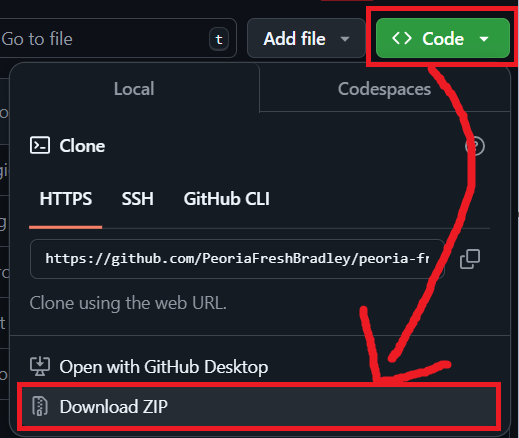 Go to file
t
Add file
Code
Local
Codespaces
Clone
HTTPS
SSH
GitHub CLI
https://github.com/PeoriaFreshBradley/peoria-fr
Clone using the web URL.
Open with GitHub Desktop
Download ZIP